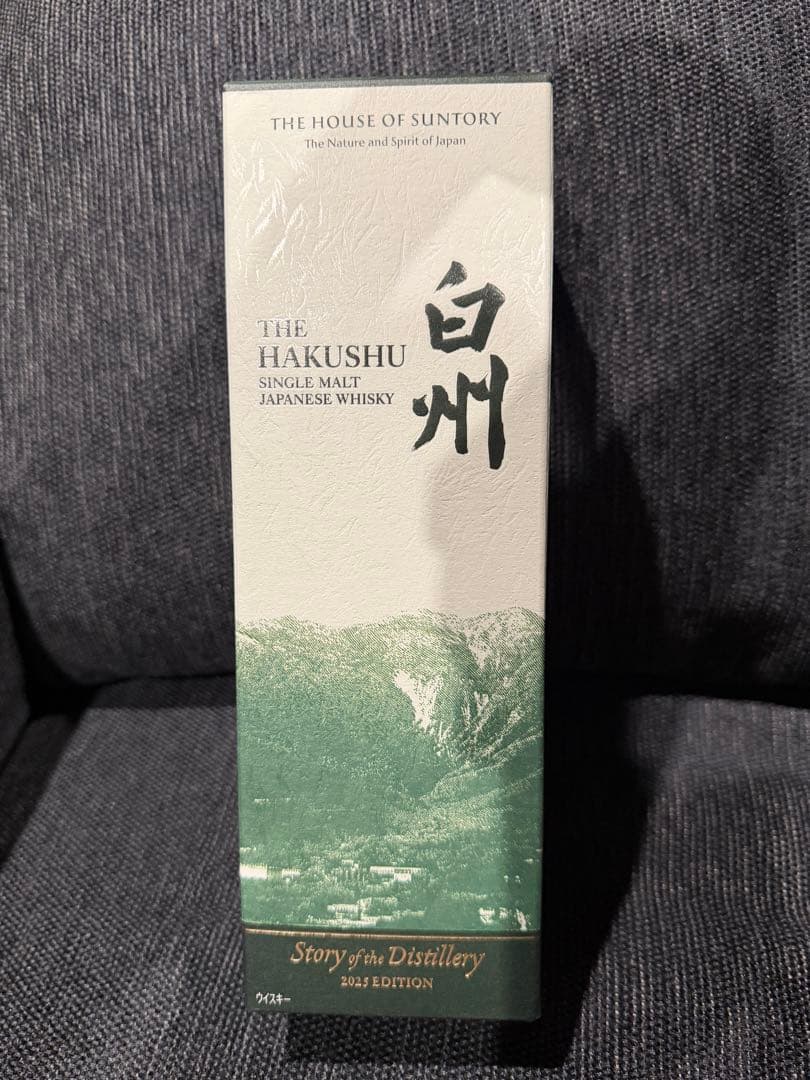 THE HOUSE OF SUNTORY
The Nature and Spirit of Japan
白州
THE
HAKUSHU
SINGLE MALT
JAPANESE WHISKY
Story of the Distillery
2025 EDITION
ウイスキー